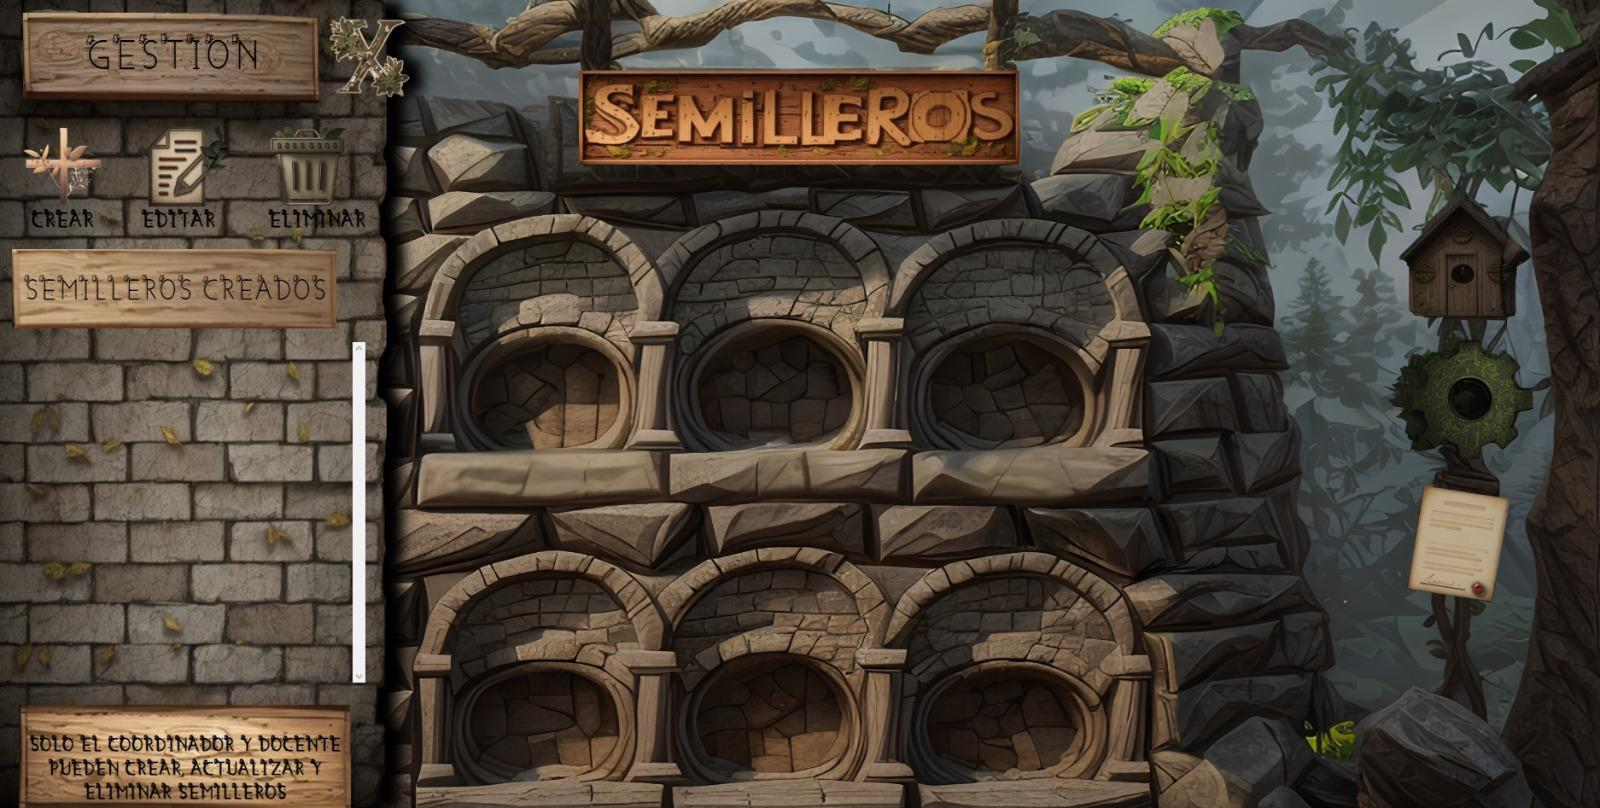 GESTION
X
SEMILLEROS
CREAR EDITAR ELIMINAR
SEMILLEROS CREADOS
SOLO EL COORDINADOR Y DOCENTE
PUEDEN CREAR, ACTUALIZAR Y
ELIMINAR SEMILLEROS